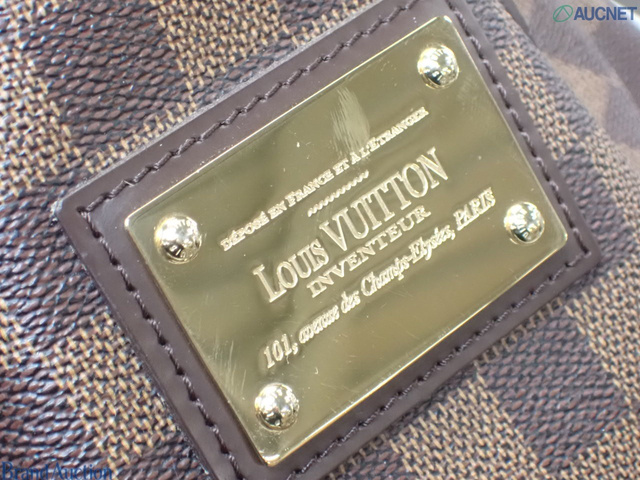 AUCNET
DÉPOSÉ EN FRANCE ET A L'ÉTRANGER
LOUIS VUITTON
INVENTEUR
101, avenue des Champs-Elysées, PARIS
Brand Auction